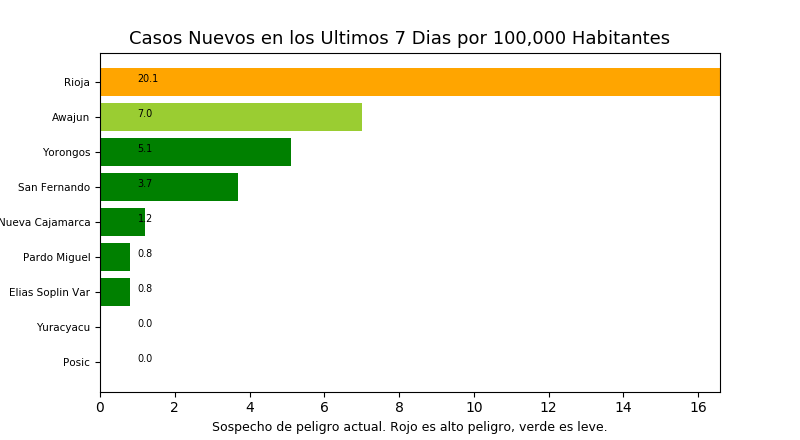 Casos Nuevos en los Ultimos 7 Dias por 100,000 Habitantes
Rioja 20.1
Awajun 7.0
Yorongos 5.1
San Fernando 3.7
Nueva Cajamarca 1.2
Pardo Miguel 0.8
Elias Soplin Var 0.8
Yuracyacu 0.0
Posic 0.0
0 2 4 6 8 10 12 14 16
Sospecho de peligro actual. Rojo es alto peligro, verde es leve.